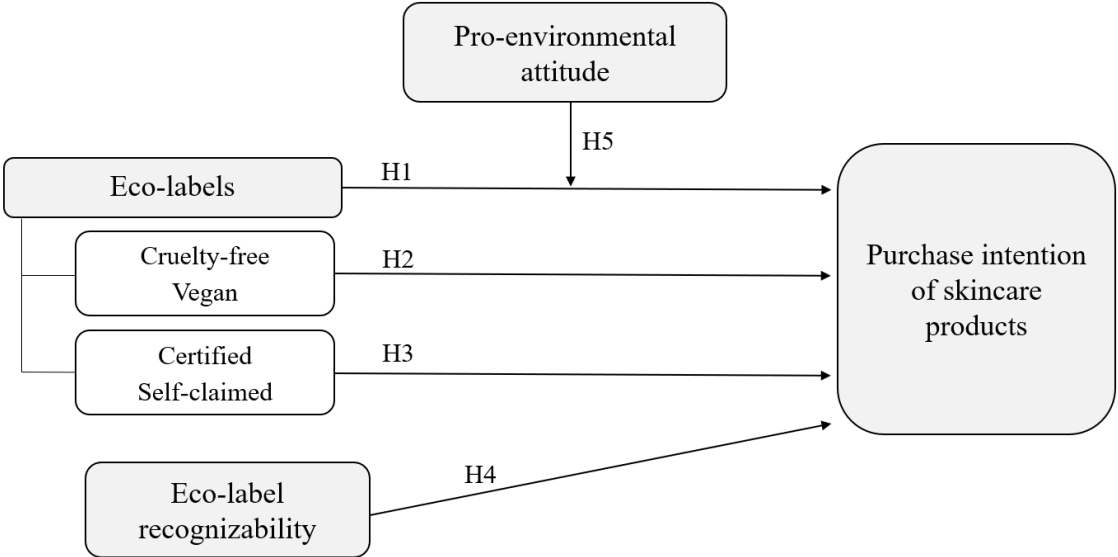 Pro-environmental
attitude
H5
Eco-labels
H1
Cruelty-free
Vegan
H2
Certified
Self-claimed
H3
Eco-label
recognizability
H4
Purchase intention
of skincare
products